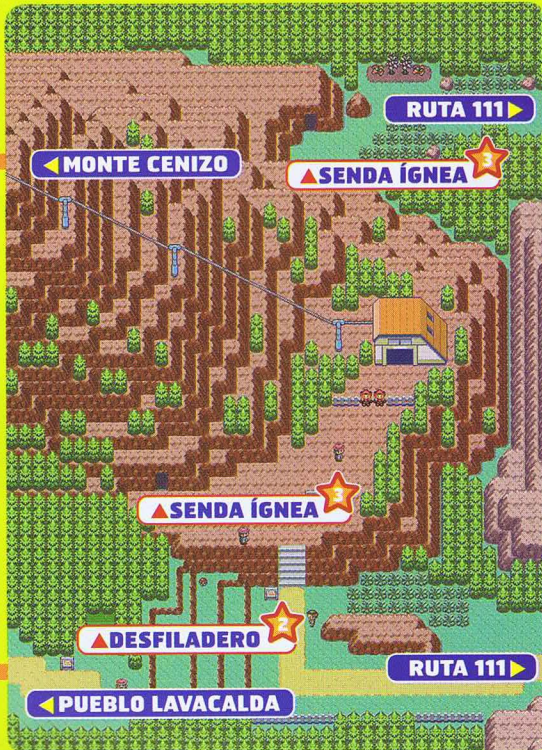 RUTA 111▶
◀MONTE CENIZO
3
▲SENDA ÍGNEA
3
▲SENDA ÍGNEA
2
▲DESFILADERO
RUTA 111▶
◀PUEBLO LAVACALDA